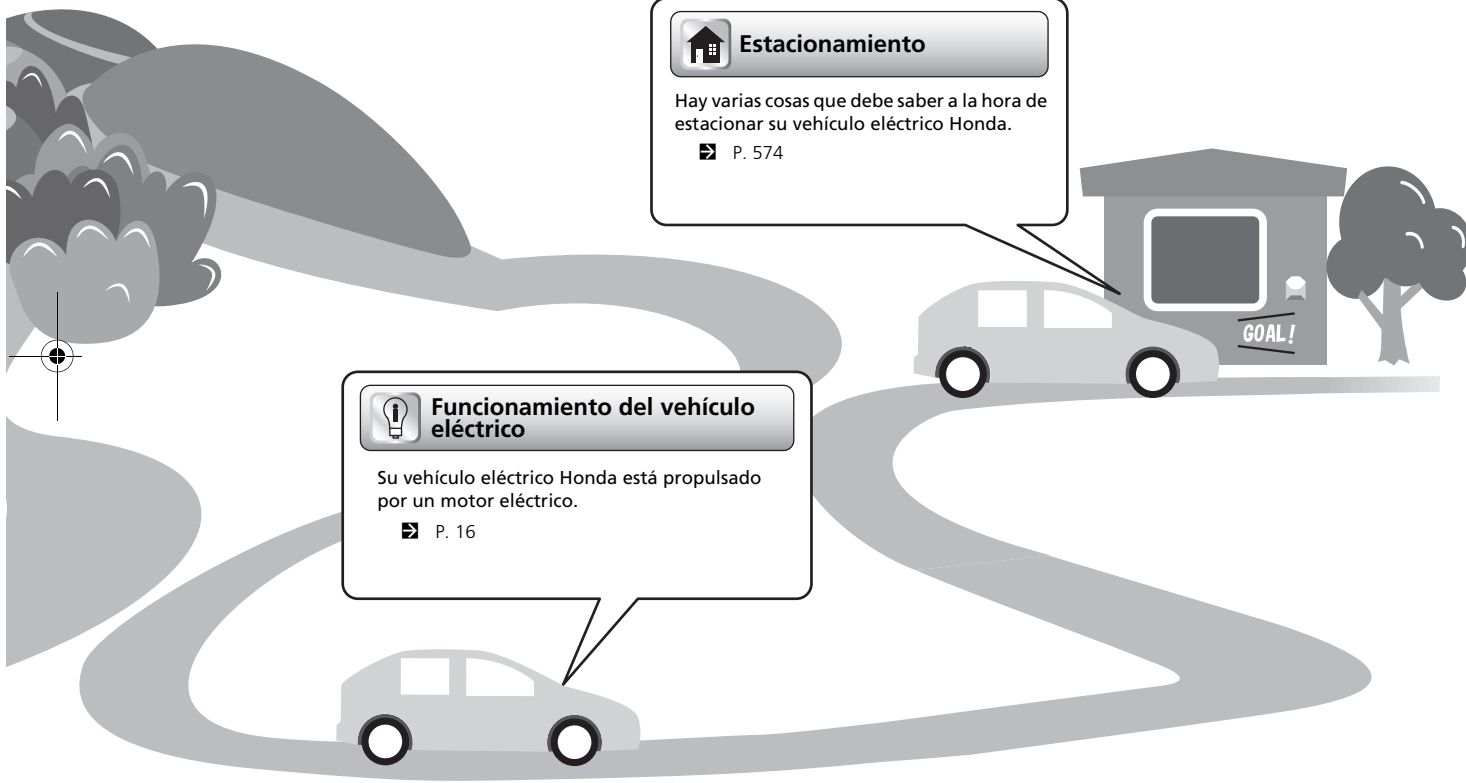 Estacionamiento
Hay varias cosas que debe saber a la hora de
estacionar su vehículo eléctrico Honda.
P. 574
GOAL!
Funcionamiento del vehículo
eléctrico
Su vehículo eléctrico Honda está propulsado
por un motor eléctrico.
P. 16